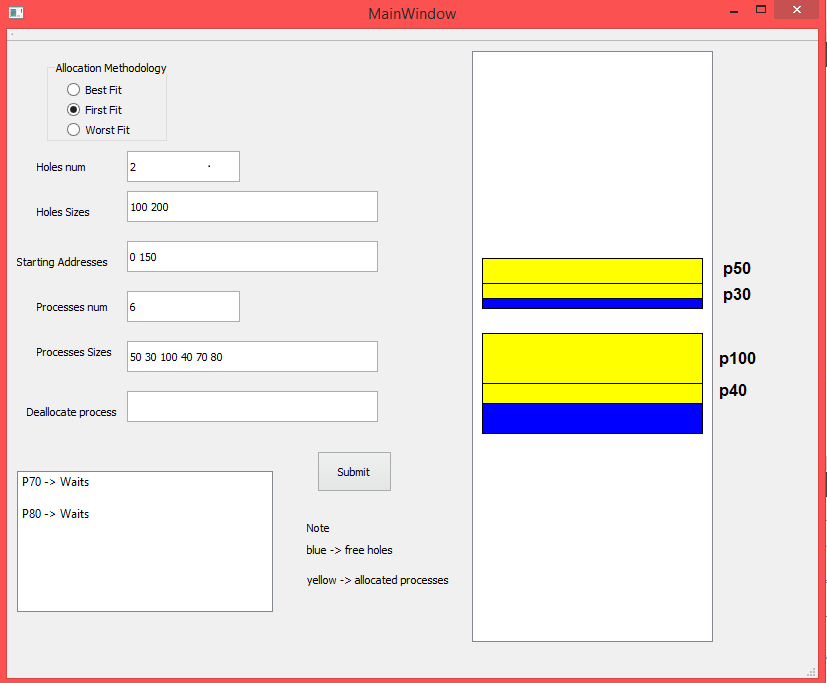 MainWindow
Allocation Methodology
Best Fit
First Fit
Worst Fit
Holes num
2
Holes Sizes
100 200
Starting Addresses
0 150
Processes num
6
Processes Sizes
50 30 100 40 70 80
Deallocate process
Submit
P70 -> Waits
P80 -> Waits
Note
blue -> free holes
yellow -> allocated processes
p50
p30
p100
p40